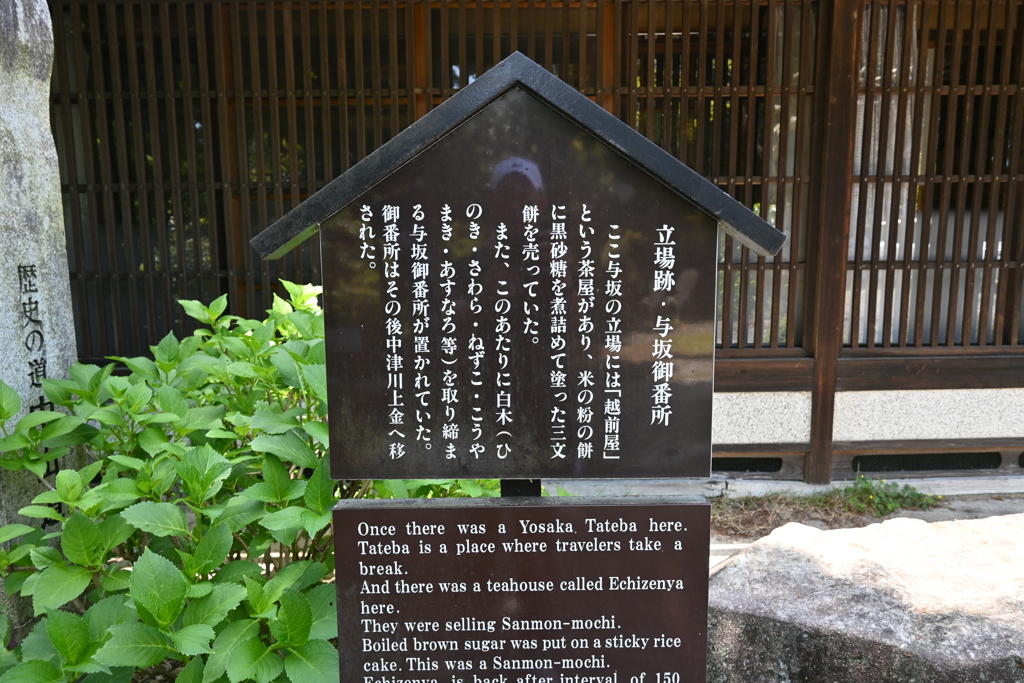 歴史の道
立場跡・与坂御番所
ここ与坂の立場には「越前屋」
という茶屋があり、米の粉の餅
に黒砂糖を煮詰めて塗った三文
餅を売っていた。
また、このあたりに白木(ひ
のき・さわら・ねずこ・こうや
まき・あすなろ等)を取り締ま
る与坂御番所が置かれていた。
御番所はその後中津川上金へ移
された。
Once there was a Yosaka Tateba here.
Tateba is a place where travelers take a
break.
And there was a teahouse called Echizenya
here.
They were selling Sanmon-mochi.
Boiled brown sugar was put on a sticky rice
cake. This was a Sanmon-mochi.
Echizenya is back after interval of 150